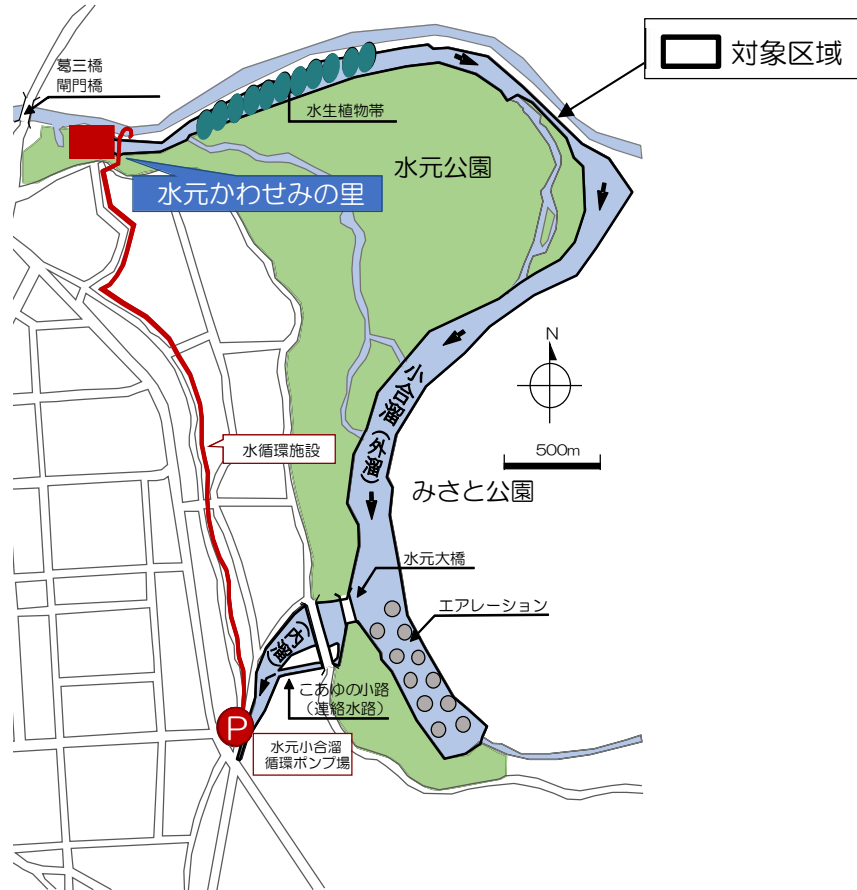 葛三橋
閘門橋
対象区域
水生植物帯
水元公園
水元かわせみの里
N
500m
小合溜(外溜)
水循環施設
みさと公園
水元大橋
エアレーション
(内溜)
こあゆの小路
(連絡水路)
P
水元小合溜
循環ポンプ場